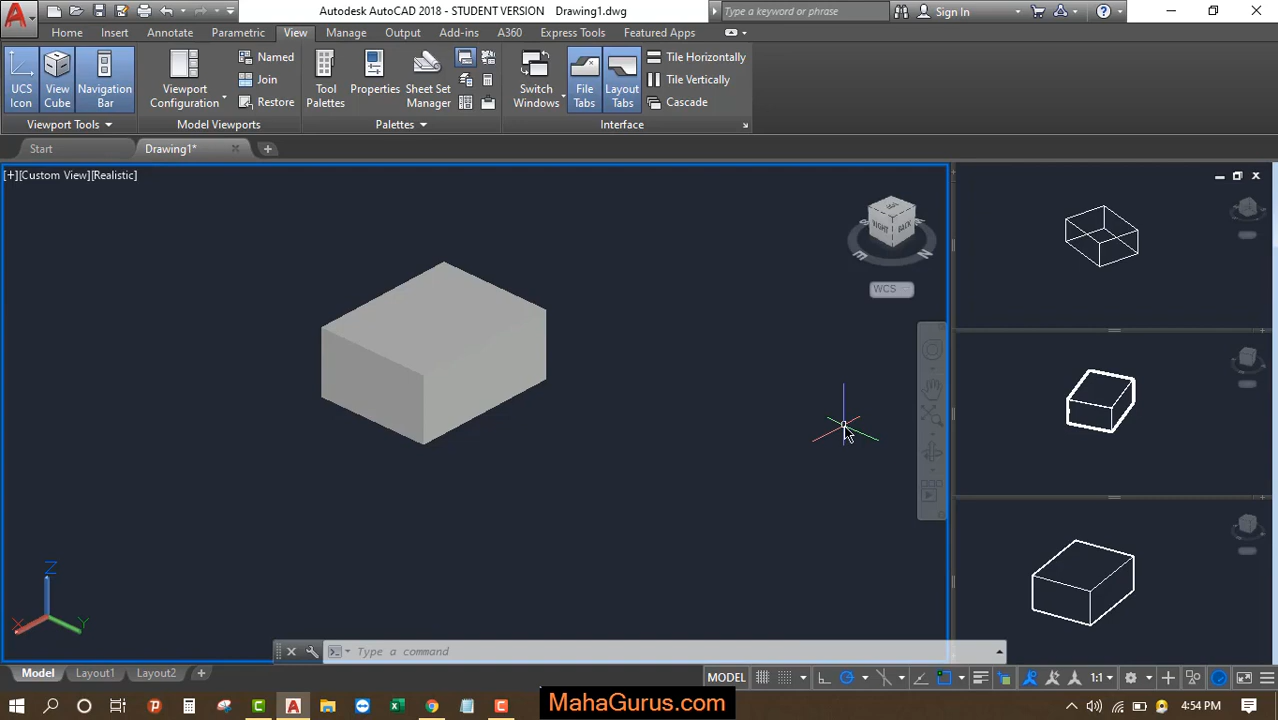 Autodesk AutoCAD 2018 - STUDENT VERSION Drawing1.dwg
Type a keyword or phrase
Sign In
Home Insert Annotate Parametric View Manage Output Add-ins A360 Express Tools Featured Apps
UCS Icon
View Cube
Navigation Bar
Viewport Tools
Viewport Configuration
Named
Join
Restore
Model Viewports
Tool Palettes
Properties
Sheet Set Manager
Palettes
Switch Windows
File Tabs
Layout Tabs
Tile Horizontally
Tile Vertically
Cascade
Interface
Start
Drawing1*
[+][Custom View][Realistic]
RIGHT
BACK
E
N
WCS
Z
X
Y
Type a command
Model Layout1 Layout2
MODEL
1:1
MahaGurus.com
ENG
4:54 PM